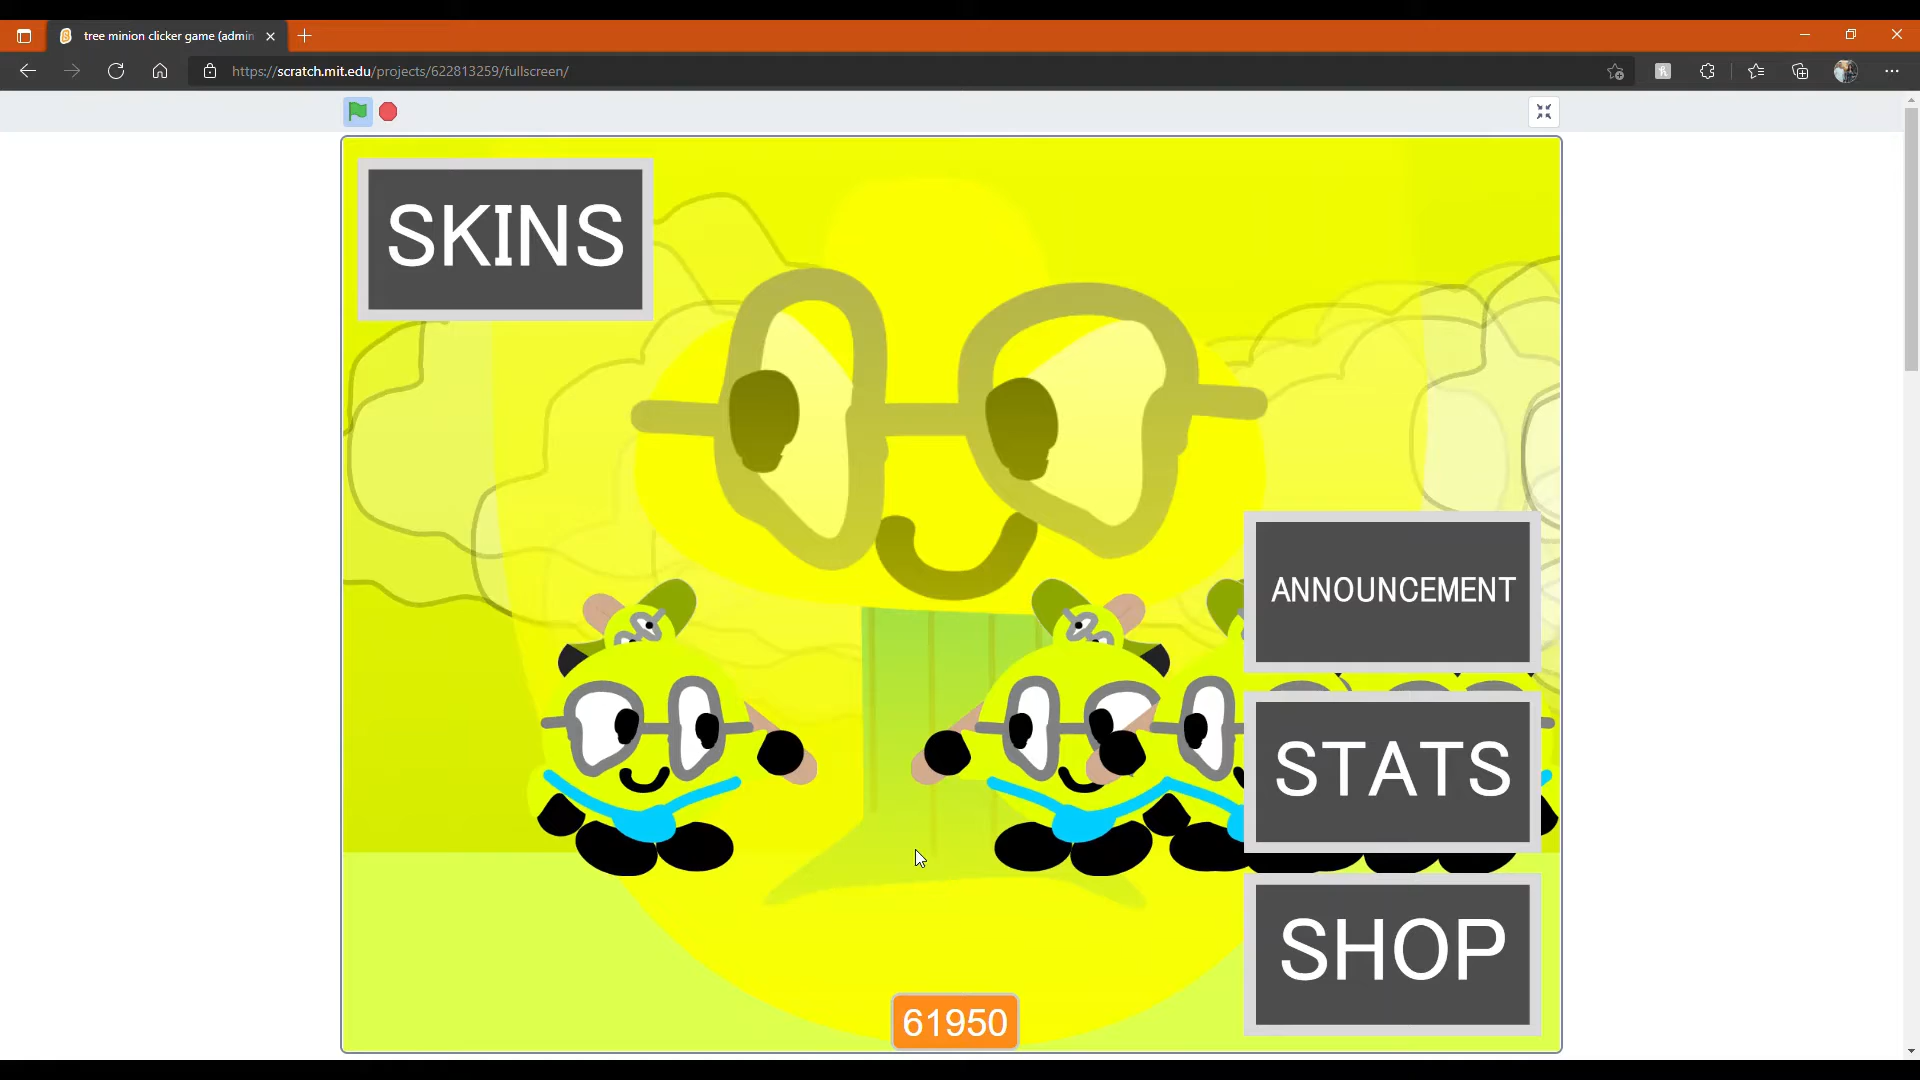 tree minion clicker game (admin
https://scratch.mit.edu/projects/622813259/fullscreen/
SKINS
ANNOUNCEMENT
STATS
SHOP
61950